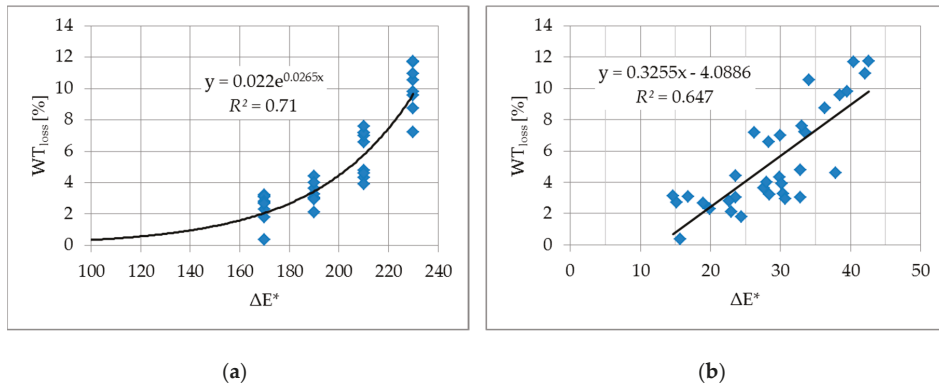 14
12
10
8
6
4
2
0
WTloss [%]
y = 0.022e^0.0265x
R² = 0.71
100 120 140 160 180 200 220 240
ΔE*
(a)
14
12
10
8
6
4
2
0
WTloss [%]
y = 0.3255x - 4.0886
R² = 0.647
0 10 20 30 40 50
ΔE*
(b)